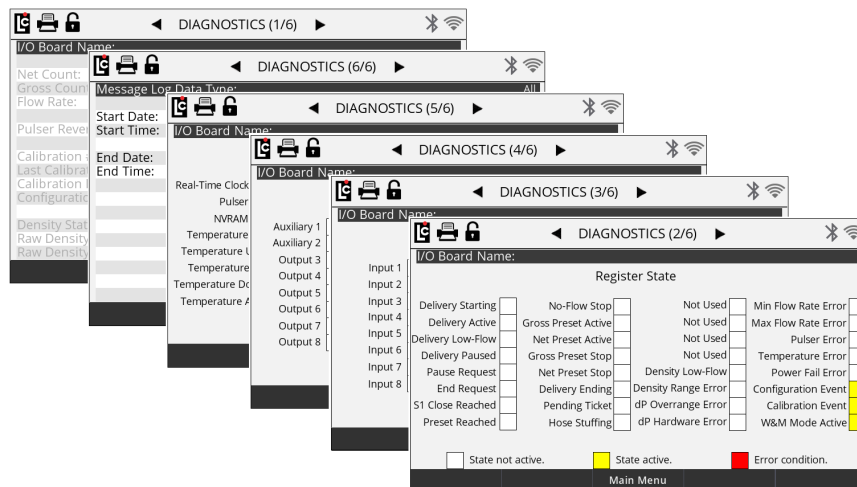 DIAGNOSTICS (1/6)
I/O Board Name:
Net Count:
Gross Count
Flow Rate:
Pulser Rever
Calibration
Last Calibrat
Calibration
Configuratio
Density Stat
Raw Density
Raw Density
DIAGNOSTICS (6/6)
Message Log Data Type: All
Start Date:
Start Time:
End Date:
End Time:
DIAGNOSTICS (5/6)
I/O Board Name:
Real-Time Clock
Pulser
NVRAM
Temperature
Temperature
Temperature
Temperature
Temperature
DIAGNOSTICS (4/6)
I/O Board Name:
Auxiliary 1
Auxiliary 2
Output 3
Output 4
Output 5
Output 6
Output 7
Output 8
DIAGNOSTICS (3/6)
I/O Board Name:
Input 1
Input 2
Input 3
Input 4
Input 5
Input 6
Input 7
Input 8
DIAGNOSTICS (2/6)
I/O Board Name:
Register State
Delivery Starting No-Flow Stop Not Used Min Flow Rate Error
Delivery Active Gross Preset Active Not Used Max Flow Rate Error
Delivery Low-Flow Net Preset Active Not Used Pulser Error
Delivery Paused Gross Preset Stop Not Used Temperature Error
Pause Request Net Preset Stop Density Low-Flow Power Fail Error
End Request Delivery Ending Density Range Error Configuration Event
S1 Close Reached Pending Ticket dP Overrange Error Calibration Event
Preset Reached Hose Stuffing dP Hardware Error W&M Mode Active
State not active. State active. Error condition.
Main Menu